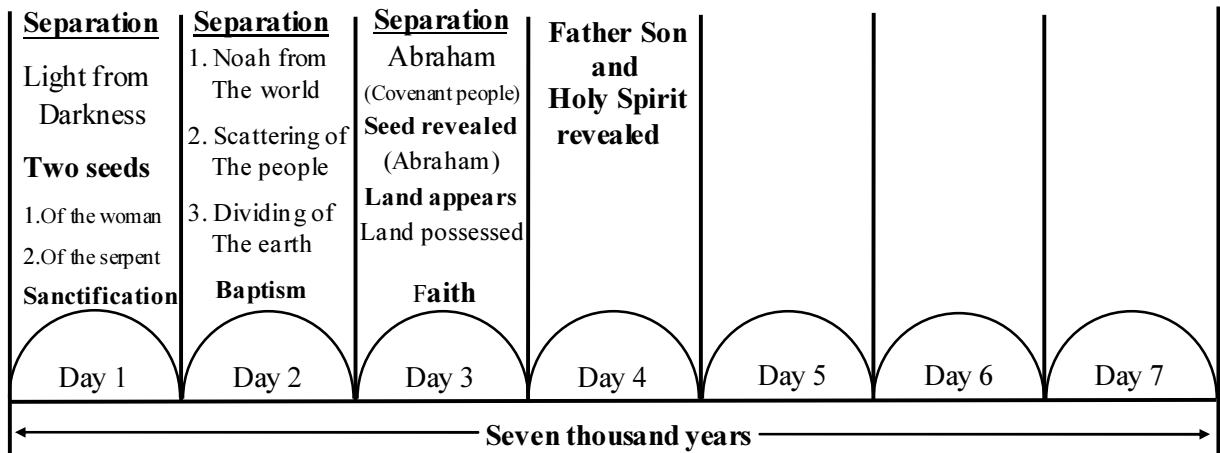 Separation
Light from
Darkness
Two seeds
1.Of the woman
2.Of the serpent
Sanctification
Day 1
Separation
1. Noah from
The world
2. Scattering of
The people
3. Dividing of
The earth
Baptism
Day 2
Separation
Abraham
(Covenant people)
Seed revealed
(Abraham)
Land appears
Land possessed
Faith
Day 3
Father Son
and
Holy Spirit
revealed
Day 4
Day 5
Day 6
Day 7
Seven thousand years